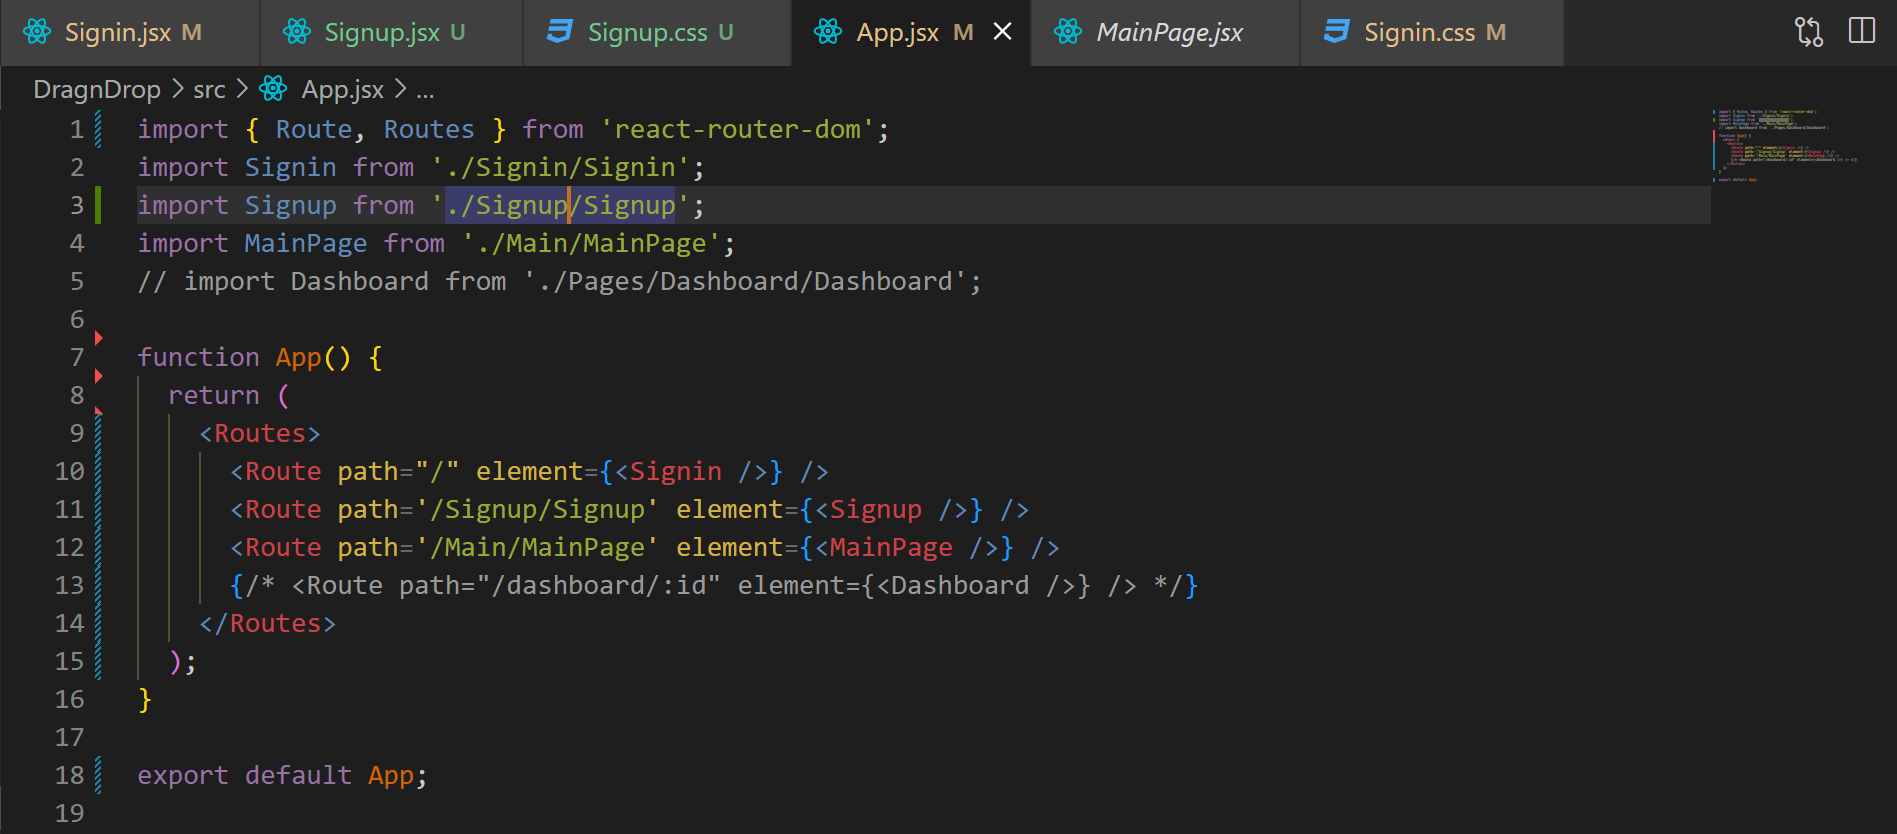 Signin.jsx M Signup.jsx U Signup.css U App.jsx M MainPage.jsx Signin.css M
DragnDrop > src > App.jsx > ...
1 import { Route, Routes } from 'react-router-dom';
2 import Signin from './Signin/Signin';
3 import Signup from './Signup/Signup';
4 import MainPage from './Main/MainPage';
5 // import Dashboard from './Pages/Dashboard/Dashboard';
6
7 function App() {
8 return (
9 <Routes>
10 <Route path="/" element={<Signin />} />
11 <Route path='/Signup/Signup' element={<Signup />} />
12 <Route path='/Main/MainPage' element={<MainPage />} />
13 {/* <Route path="/dashboard/:id" element={<Dashboard />} /> */}
14 </Routes>
15 );
16 }
17
18 export default App;
19